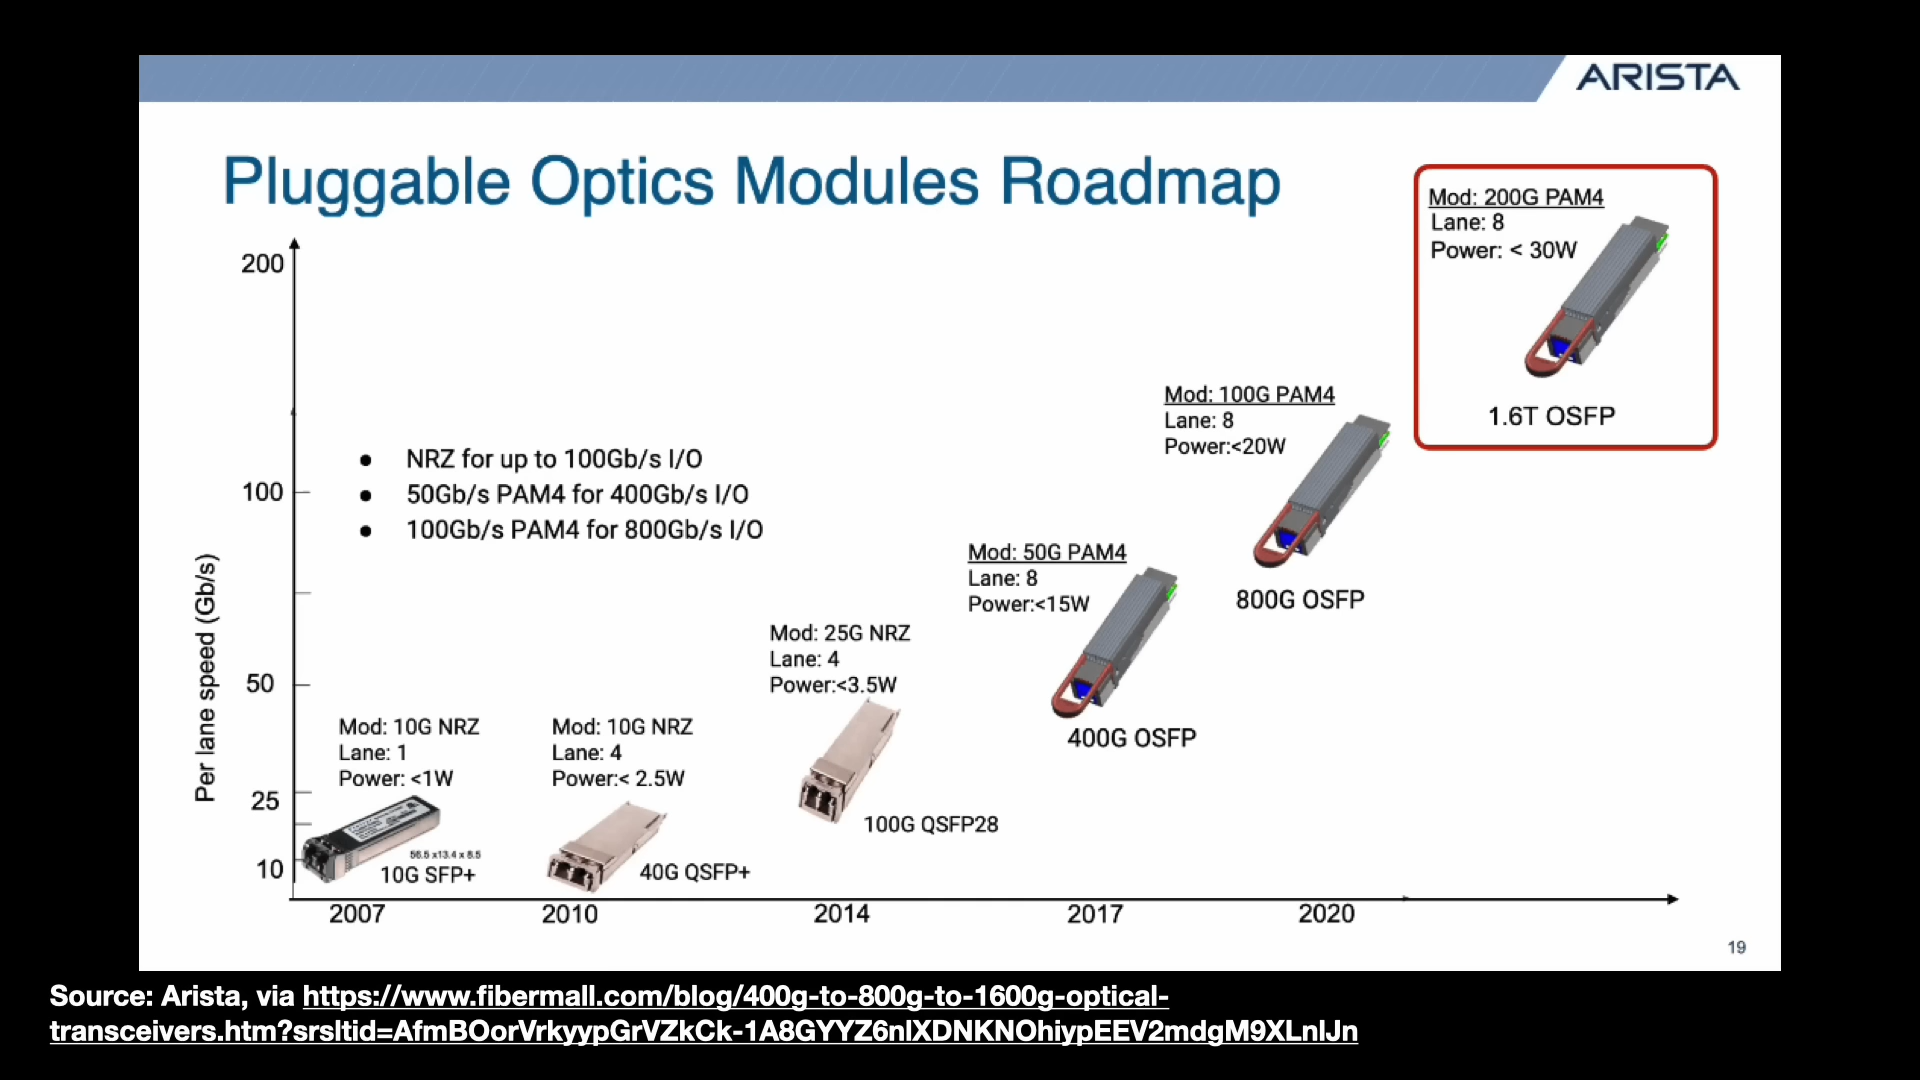 ARISTA
Pluggable Optics Modules Roadmap
Mod: 200G PAM4
Lane: 8
Power: < 30W
1.6T OSFP
Mod: 100G PAM4
Lane: 8
Power:<20W
800G OSFP
● NRZ for up to 100Gb/s I/O
● 50Gb/s PAM4 for 400Gb/s I/O
● 100Gb/s PAM4 for 800Gb/s I/O
Mod: 50G PAM4
Lane: 8
Power:<15W
400G OSFP
Mod: 25G NRZ
Lane: 4
Power:<3.5W
100G QSFP28
Mod: 10G NRZ
Lane: 1
Power: <1W
56.5 x13.4 x 8.5
10G SFP+
Mod: 10G NRZ
Lane: 4
Power:< 2.5W
40G QSFP+
Per lane speed (Gb/s)
200
100
50
25
10
2007
2010
2014
2017
2020
19
Source: Arista, via https://www.fibermall.com/blog/400g-to-800g-to-1600g-optical-
transceivers.htm?srsltid=AfmBOorVrkyypGrVZkCk-1A8GYYZ6nlXDNKNOhiypEEV2mdgM9XLnlJn